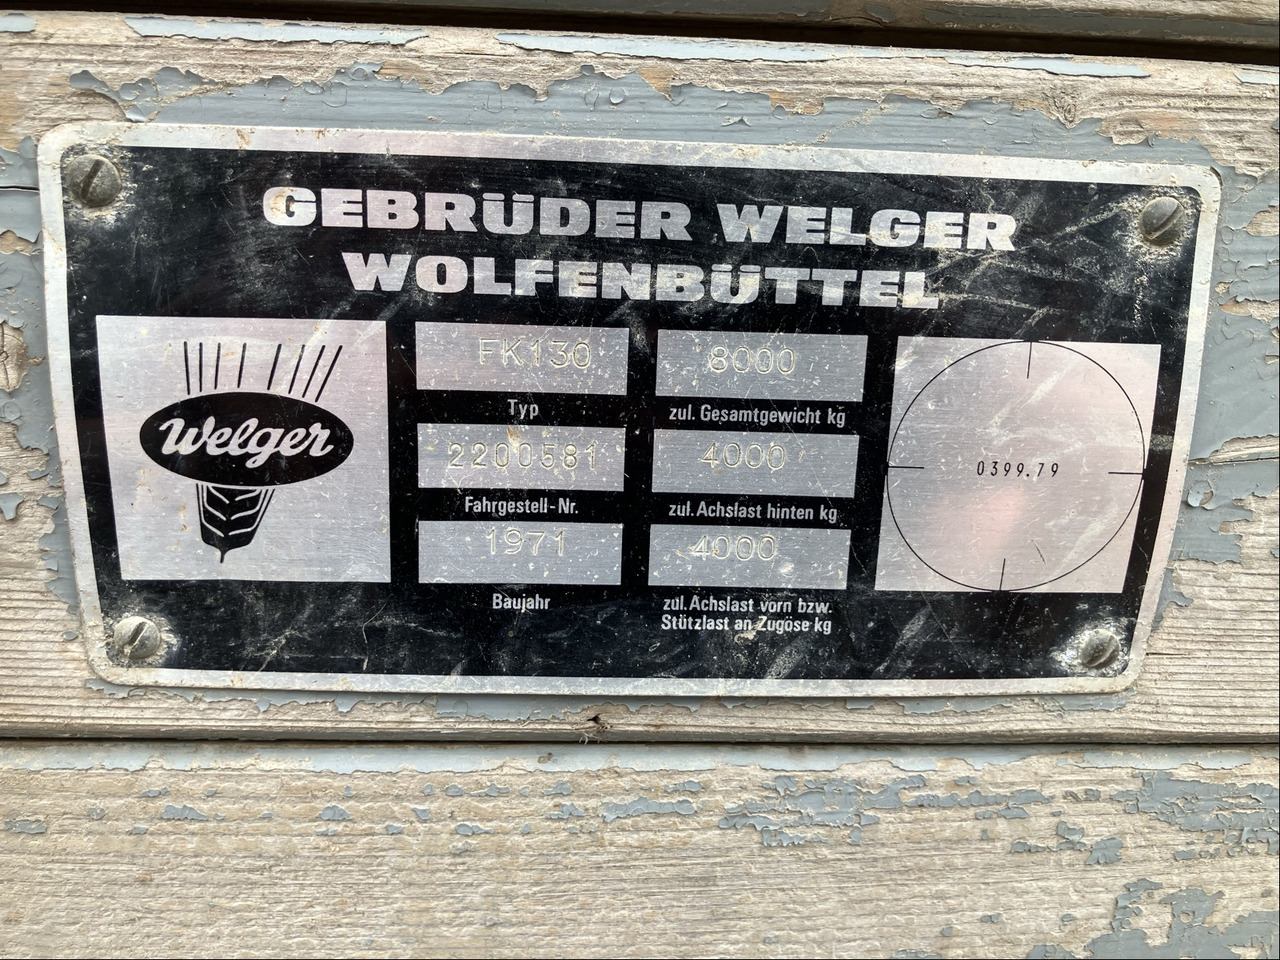 GEBRÜDER WELGER
WOLFENBÜTTEL
Welger
FK130
Typ
2200581
Fahrgestell-Nr.
1971
Baujahr
8000
zul. Gesamtgewicht kg
4000
zul. Achslast hinten kg
4000
zul. Achslast vorn bzw.
Stützlast an Zugöse kg
0399.79